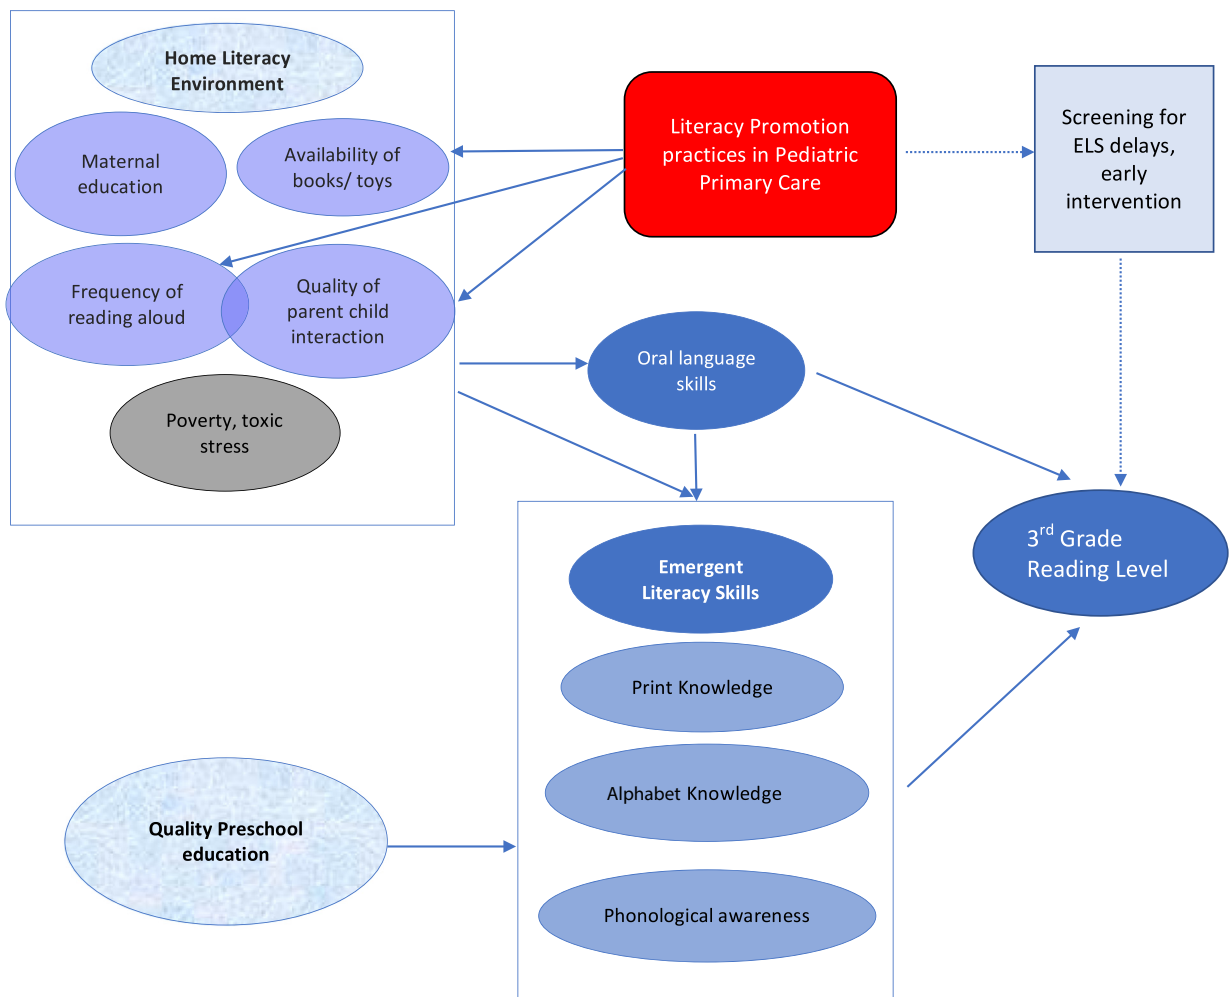 Home Literacy
Environment
Maternal
education
Availability of
books/ toys
Frequency of
reading aloud
Quality of
parent child
interaction
Poverty, toxic
stress
Literacy Promotion
practices in Pediatric
Primary Care
Screening for
ELS delays,
early
intervention
Oral language
skills
Emergent
Literacy Skills
Print Knowledge
Alphabet Knowledge
Phonological awareness
3rd Grade
Reading Level
Quality Preschool
education